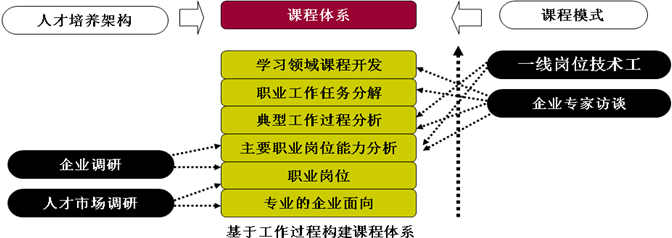 人才培养架构
课程体系
课程模式
学习领域课程开发
职业工作任务分解
典型工作过程分析
主要职业岗位能力分析
职业岗位
专业的企业面向
一线岗位技术工
企业专家访谈
企业调研
人才市场调研
基于工作过程构建课程体系